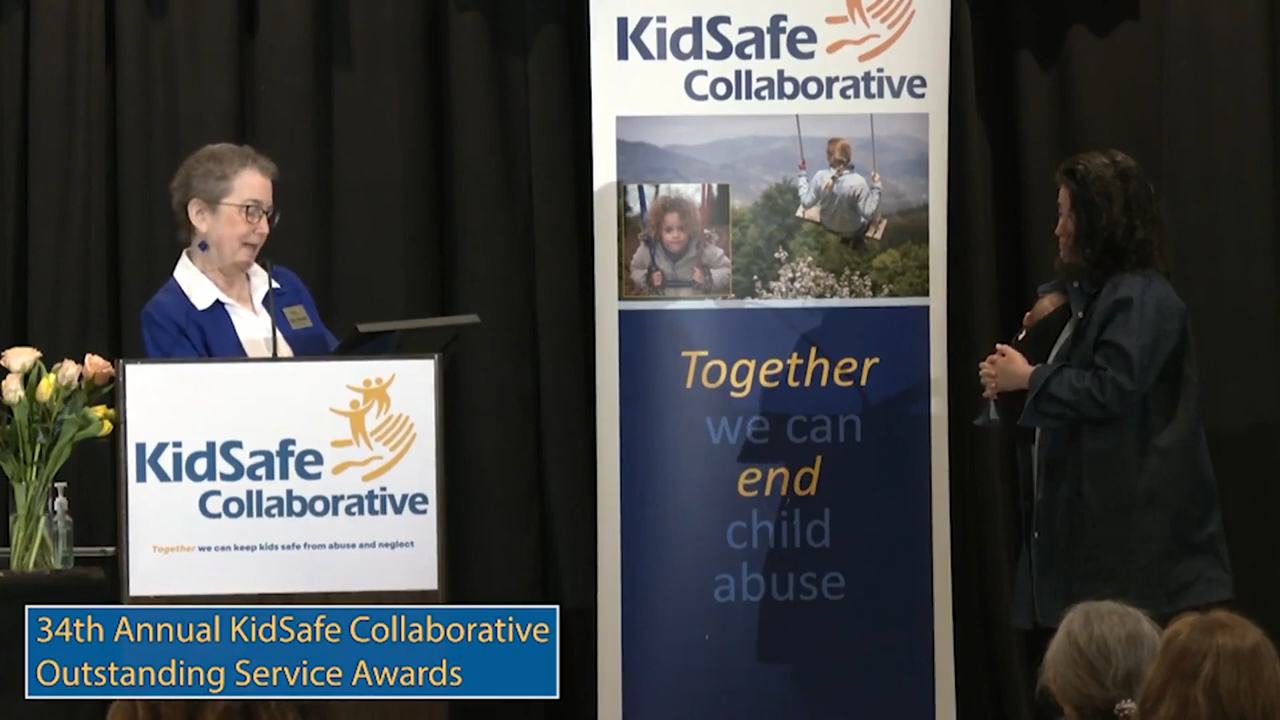 KidSafe
Collaborative
Together
we can
end
child
abuse
KidSafe
Collaborative
Together we can keep kids safe from abuse and neglect
34th Annual KidSafe Collaborative
Outstanding Service Awards